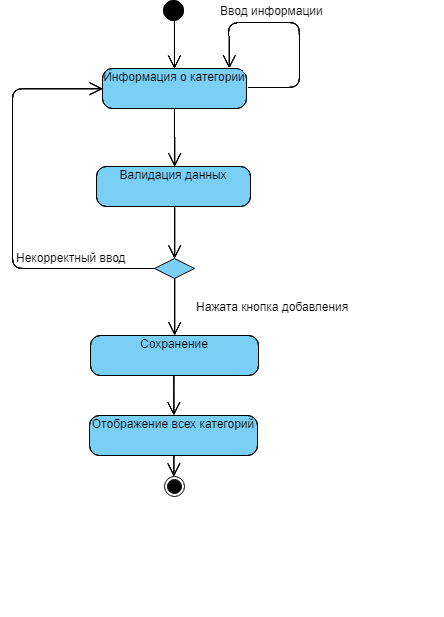 Ввод информации
Информация о категории
Валидация данных
Некорректный ввод
Нажата кнопка добавления
Сохранение
Отображение всех категорий